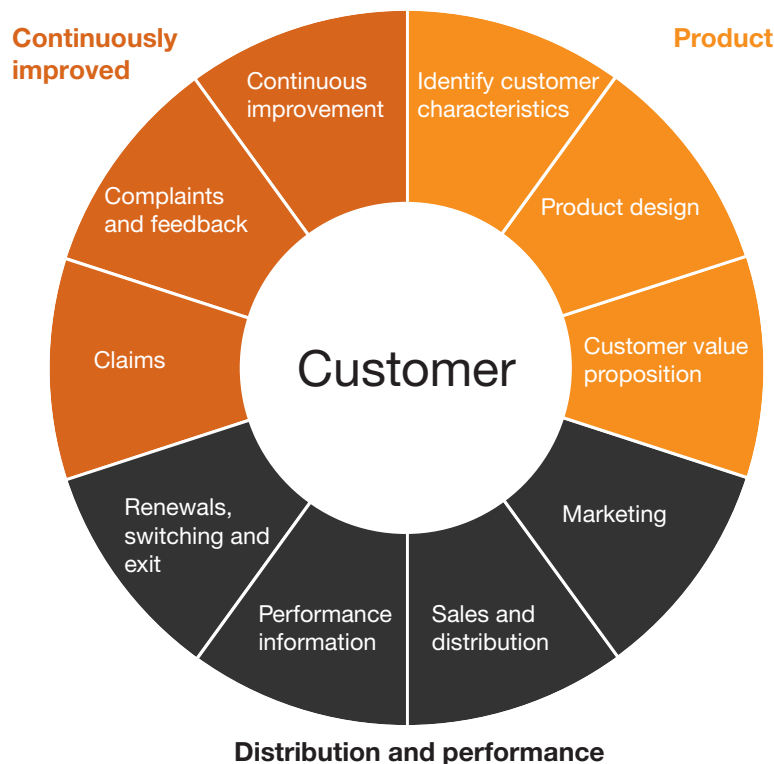 Continuously
improved
Product
Continuous
improvement
Identify customer
characteristics
Complaints
and feedback
Product design
Claims
Customer
Customer value
proposition
Renewals,
switching and
exit
Marketing
Performance
information
Sales and
distribution
Distribution and performance